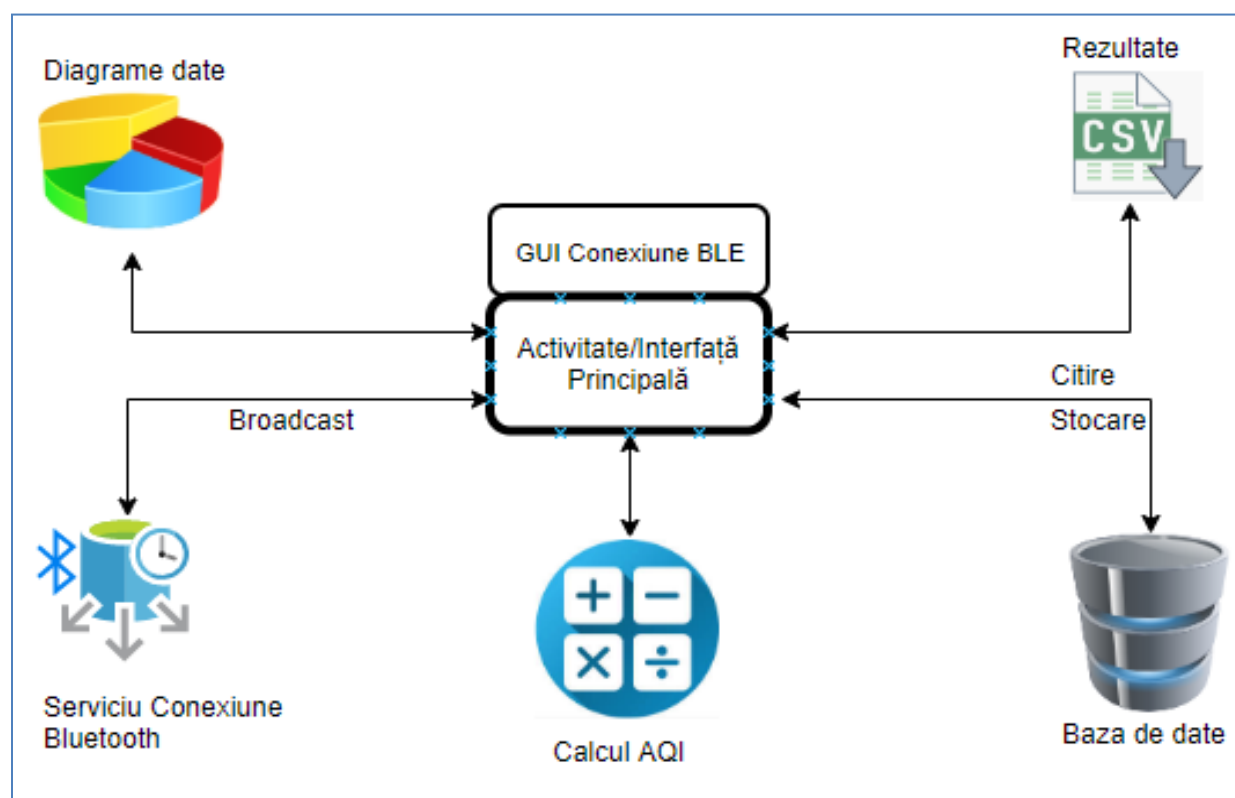 Diagrame date
Rezultate
CSV
GUI Conexiune BLE
Activitate/Interfață
Principală
Broadcast
Citire
Stocare
Serviciu Conexiune
Bluetooth
Calcul AQI
Baza de date